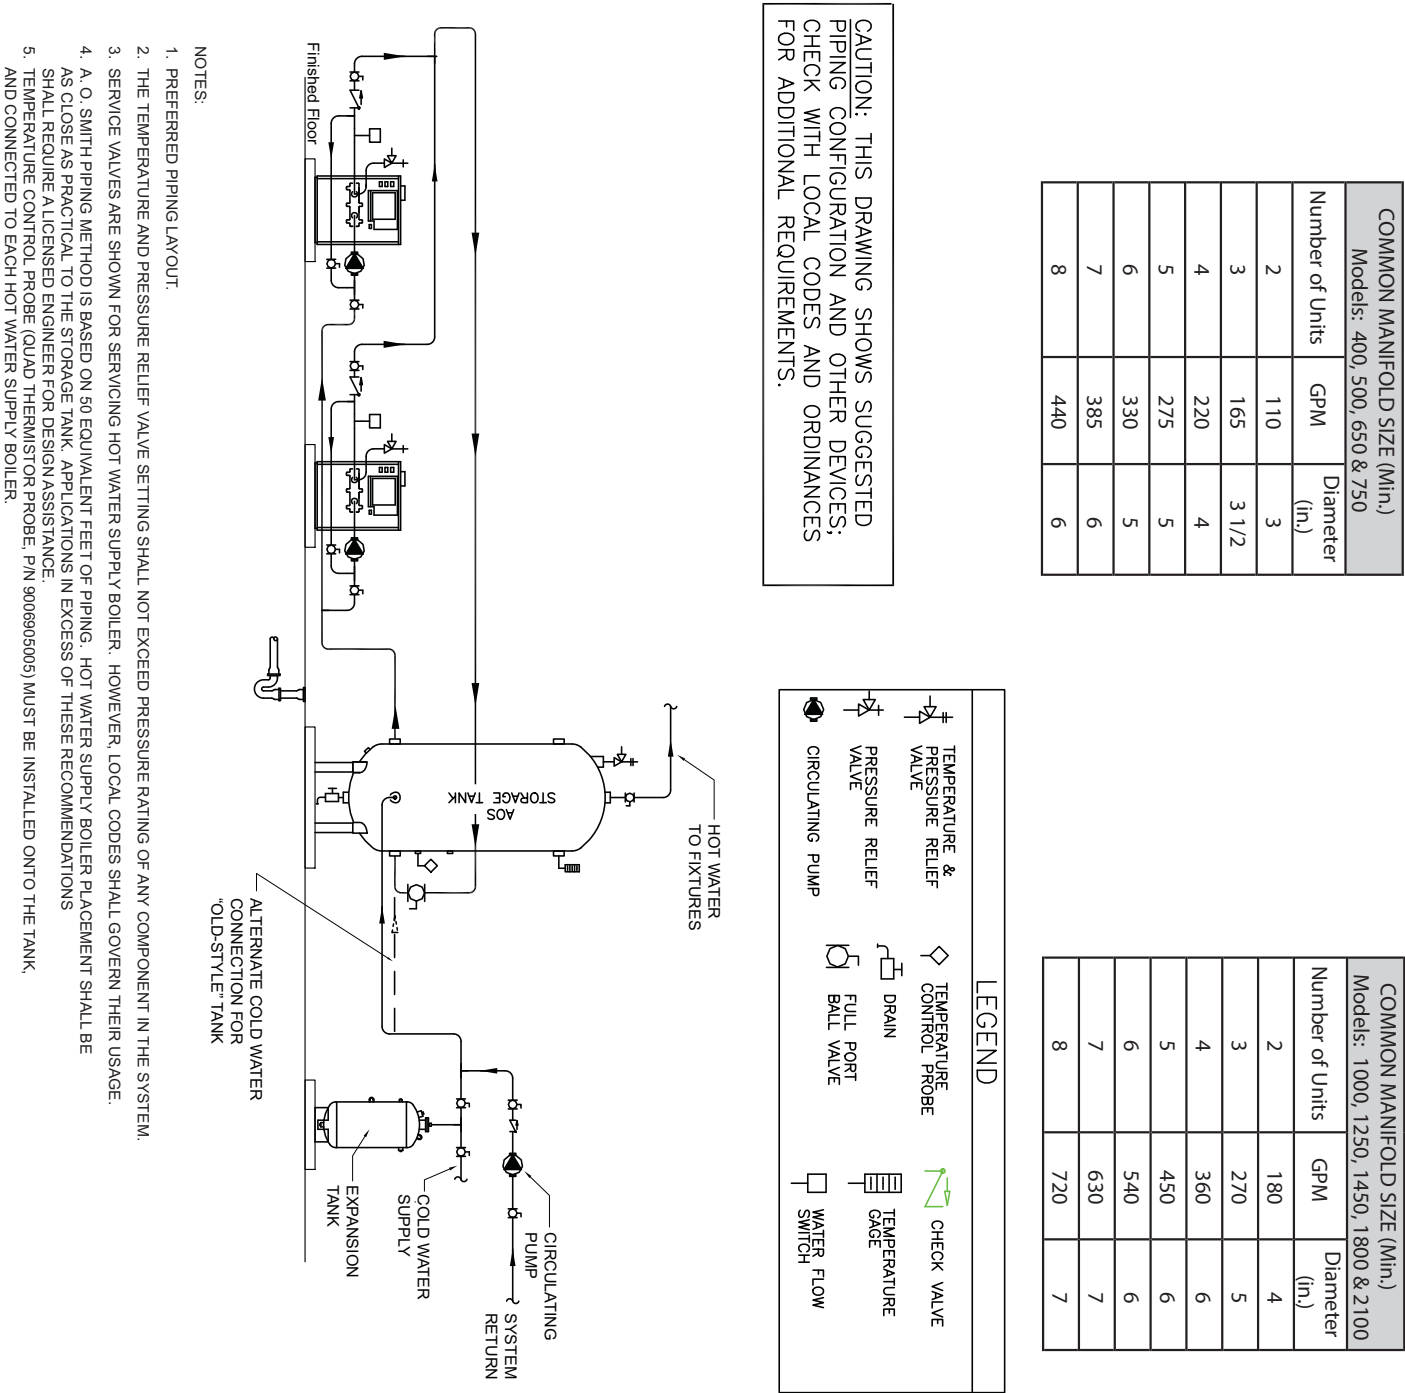 COMMON MANIFOLD SIZE (Min.)
Models: 400, 500, 650 & 750
Number of Units GPM Diameter (in.)
2 110 3
3 165 3 1/2
4 220 4
5 275 5
6 330 5
7 385 6
8 440 6
COMMON MANIFOLD SIZE (Min.)
Models: 1000, 1250, 1450, 1800 & 2100
Number of Units GPM Diameter (in.)
2 180 4
3 270 5
4 360 6
5 450 6
6 540 6
7 630 7
8 720 7
CAUTION: THIS DRAWING SHOWS SUGGESTED
PIPING CONFIGURATION AND OTHER DEVICES;
CHECK WITH LOCAL CODES AND ORDINANCES
FOR ADDITIONAL REQUIREMENTS.
LEGEND
TEMPERATURE &
PRESSURE RELIEF
VALVE
PRESSURE RELIEF
VALVE
CIRCULATING PUMP
TEMPERATURE
CONTROL PROBE
DRAIN
FULL PORT
BALL VALVE
CHECK VALVE
TEMPERATURE
GAGE
WATER FLOW
SWITCH
HOT WATER
TO FIXTURES
AOS
STORAGE TANK
CIRCULATING
PUMP
SYSTEM
RETURN
COLD WATER
SUPPLY
EXPANSION
TANK
ALTERNATE COLD WATER
CONNECTION FOR
"OLD-STYLE" TANK
Finished Floor
NOTES:
1. PREFERRED PIPING LAYOUT.
2. THE TEMPERATURE AND PRESSURE RELIEF VALVE SETTING SHALL NOT EXCEED PRESSURE RATING OF ANY COMPONENT IN THE SYSTEM.
3. SERVICE VALVES ARE SHOWN FOR SERVICING HOT WATER SUPPLY BOILER. HOWEVER, LOCAL CODES SHALL GOVERN THEIR USAGE.
4. A. O. SMITH PIPING METHOD IS BASED ON 50 EQUIVALENT FEET OF PIPING. HOT WATER SUPPLY BOILER PLACEMENT SHALL BE
AS CLOSE AS PRACTICAL TO THE STORAGE TANK. APPLICATIONS IN EXCESS OF THESE RECOMMENDATIONS
SHALL REQUIRE A LICENSED ENGINEER FOR DESIGN ASSISTANCE.
5. TEMPERATURE CONTROL PROBE (QUAD THERMISTOR PROBE, P/N 9006905005) MUST BE INSTALLED ONTO THE TANK,
AND CONNECTED TO EACH HOT WATER SUPPLY BOILER.